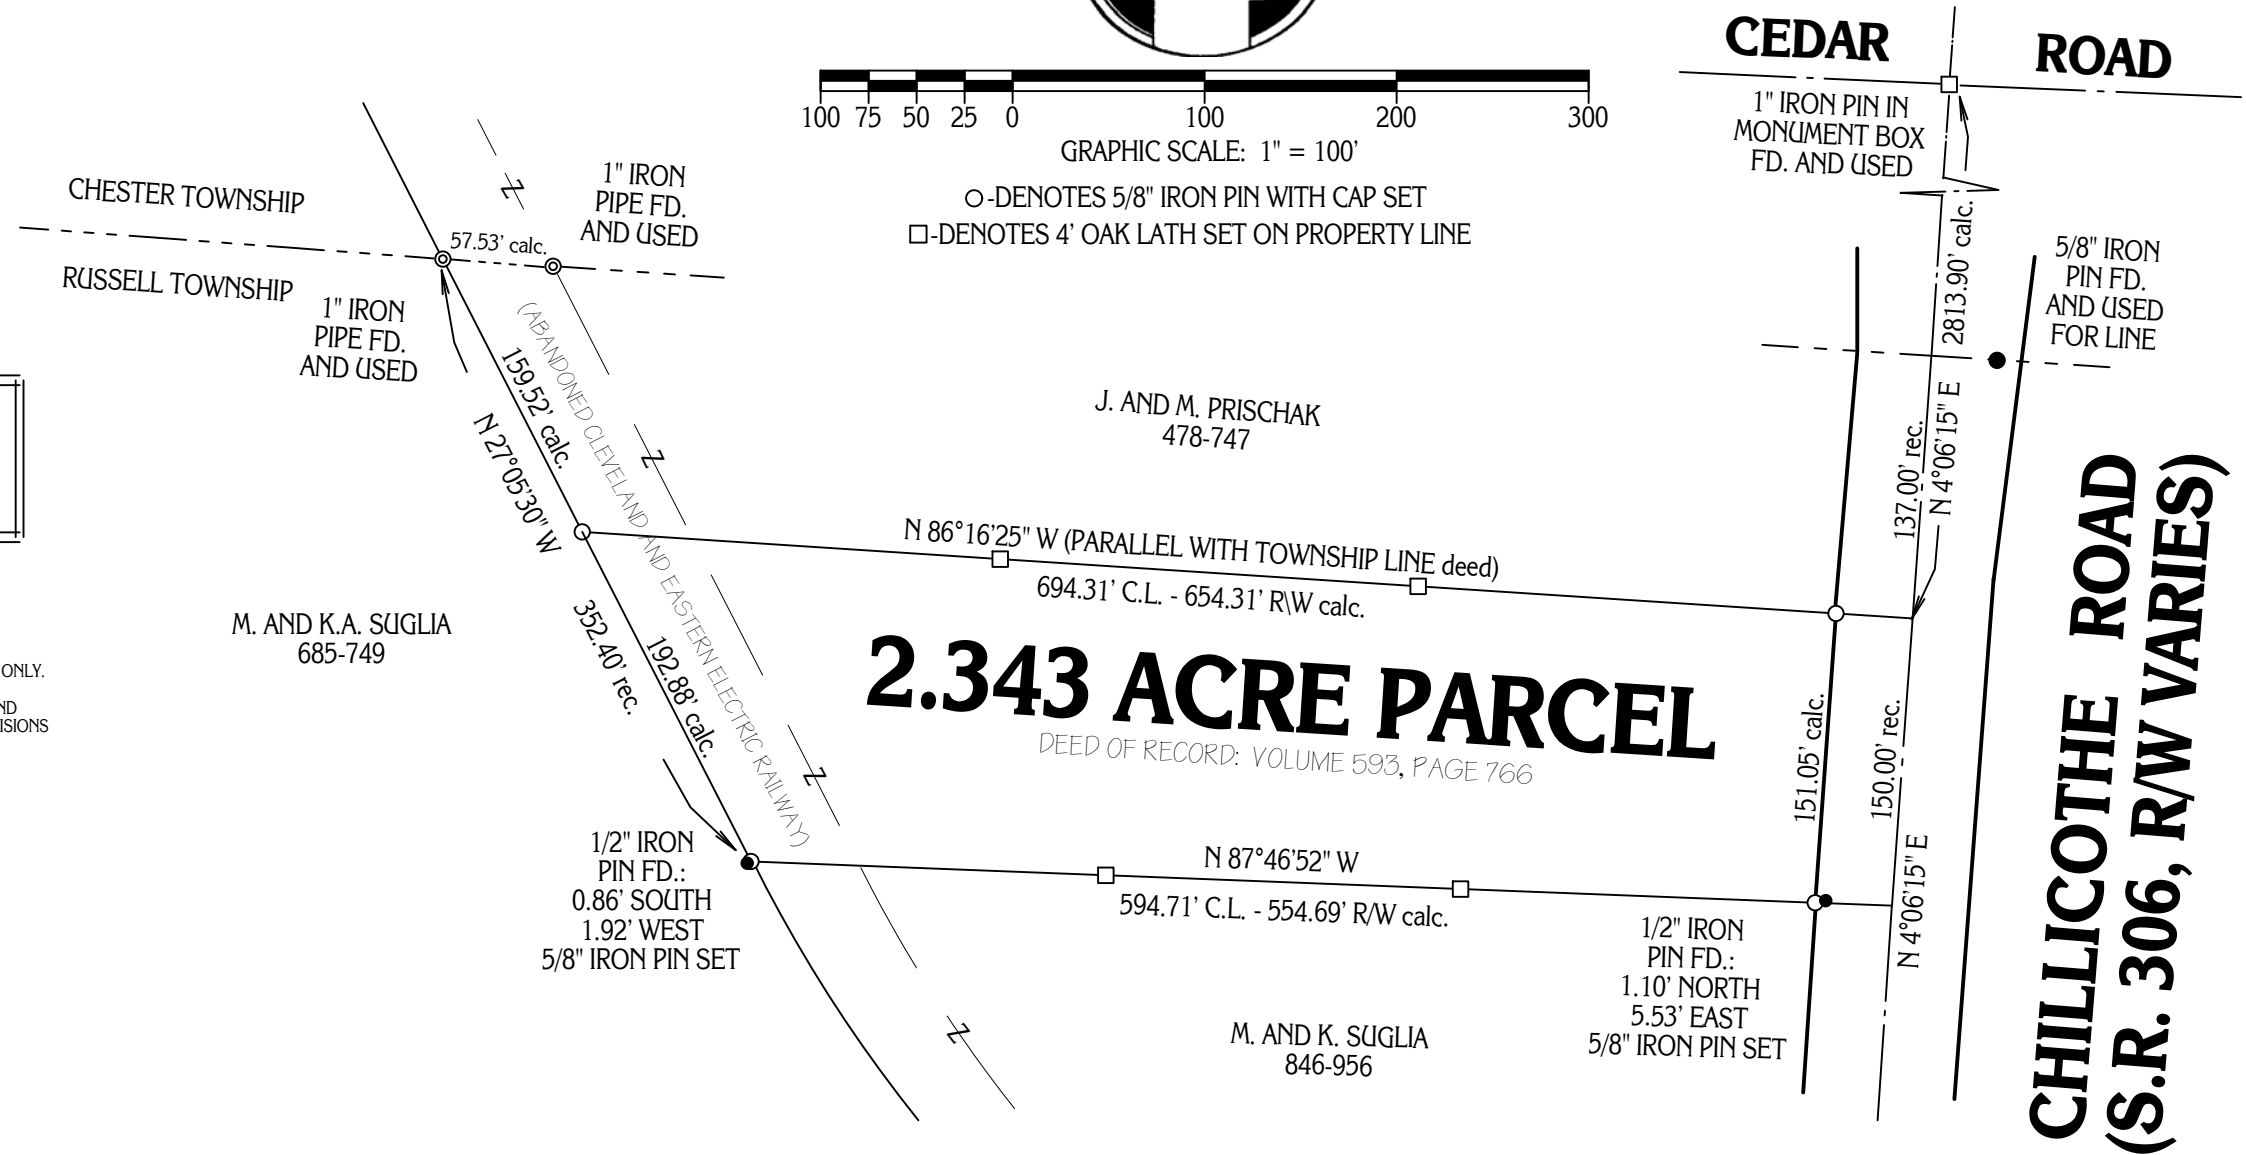 CEDAR ROAD
1" IRON PIN IN
MONUMENT BOX
FD. AND USED
100 75 50 25 0 100 200 300
GRAPHIC SCALE: 1" = 100'
O-DENOTES 5/8" IRON PIN WITH CAP SET
□-DENOTES 4' OAK LATH SET ON PROPERTY LINE
CHESTER TOWNSHIP
RUSSELL TOWNSHIP
57.53' calc.
1" IRON
PIPE FD.
AND USED
1" IRON
PIPE FD.
AND USED
2813.90' calc.
5/8" IRON
PIN FD.
AND USED
FOR LINE
(ABANDONED CLEVELAND AND EASTERN ELECTRIC RAILWAY)
159.52' calc.
N 27°05'30" W
J. AND M. PRISCHAK
478-747
137.00' rec.
N 4°06'15" E
N 86°16'25" W (PARALLEL WITH TOWNSHIP LINE deed)
694.31' C.L. - 654.31' R\W calc.
M. AND K.A. SUGLIA
685-749
352.40' rec.
192.88' calc.
ONLY.
ND
ISIONS
2.343 ACRE PARCEL
DEED OF RECORD: VOLUME 593, PAGE 766
151.05' calc.
150.00' rec.
N 4°06'15" E
CHILLICOTHE ROAD
(S.R. 306, R/W VARIES)
1/2" IRON
PIN FD.:
0.86' SOUTH
1.92' WEST
5/8" IRON PIN SET
N 87°46'52" W
594.71' C.L. - 554.69' R/W calc.
1/2" IRON
PIN FD.:
1.10' NORTH
5.53' EAST
5/8" IRON PIN SET
M. AND K. SUGLIA
846-956